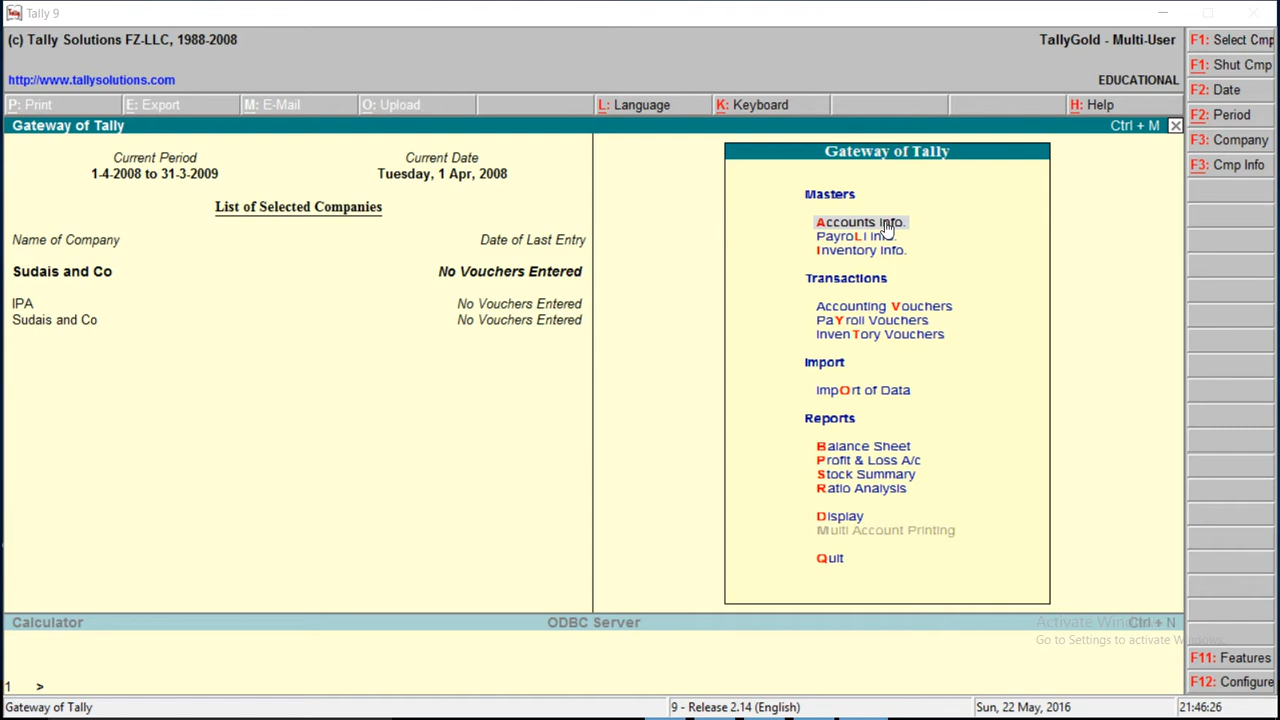 Tally 9
(c) Tally Solutions FZ-LLC, 1988-2008
TallyGold - Multi-User
http://www.tallysolutions.com
EDUCATIONAL
P: Print E: Export M: E-Mail O: Upload L: Language K: Keyboard H: Help
Gateway of Tally
Ctrl + M
Current Period
1-4-2008 to 31-3-2009
Current Date
Tuesday, 1 Apr, 2008
List of Selected Companies
Name of Company Date of Last Entry
Sudais and Co No Vouchers Entered
IPA No Vouchers Entered
Sudais and Co No Vouchers Entered
Gateway of Tally
Masters
Accounts Info.
PayroLl Info.
Inventory Info.
Transactions
Accounting Vouchers
PaYroll Vouchers
InvenTory Vouchers
Import
ImpOrt of Data
Reports
Balance Sheet
Profit & Loss A/c
Stock Summary
Ratio Analysis
Display
Multi Account Printing
Quit
F1: Select Cmp
F1: Shut Cmp
F2: Date
F2: Period
F3: Company
F3: Cmp Info
F11: Features
F12: Configure
Calculator ODBC Server Ctrl + N
Activate Windows
Go to Settings to activate Windows.
1 >
Gateway of Tally 9 - Release 2.14 (English) Sun, 22 May, 2016 21:46:26